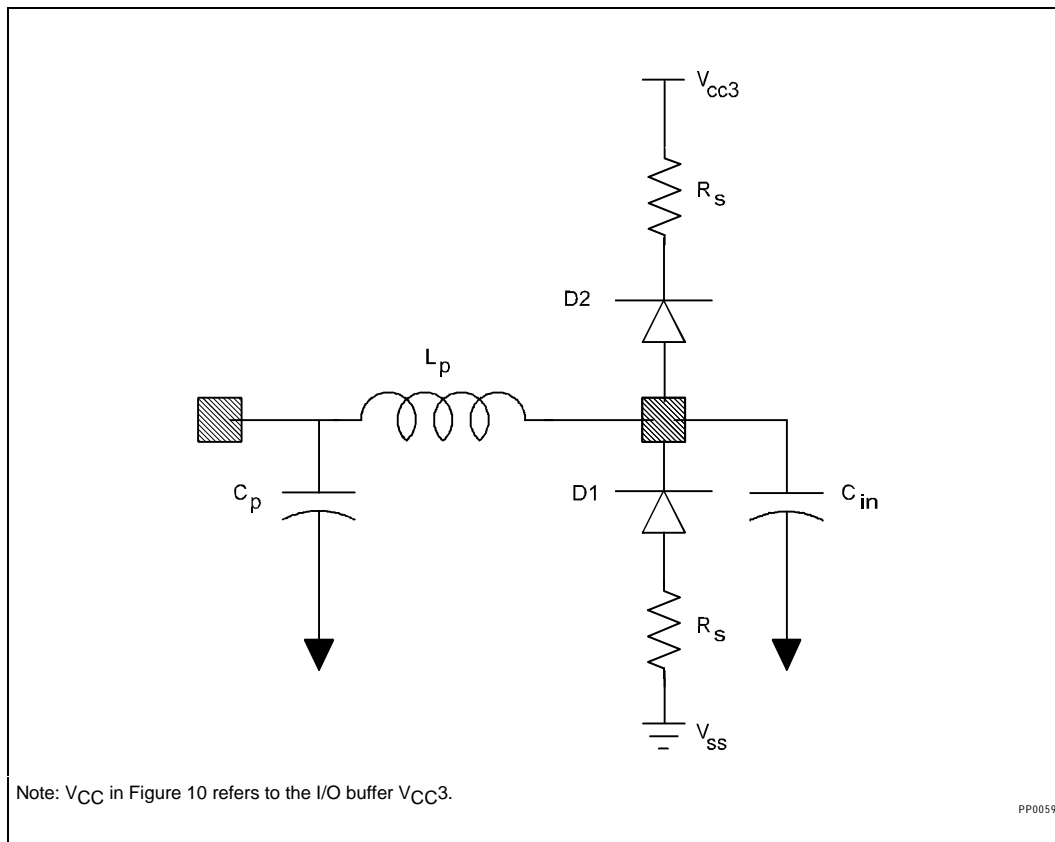 Vcc3
Rs
D2
Lp
Cp
D1
Cin
Rs
Vss
Note: VCC in Figure 10 refers to the I/O buffer VCC3.
PP0059